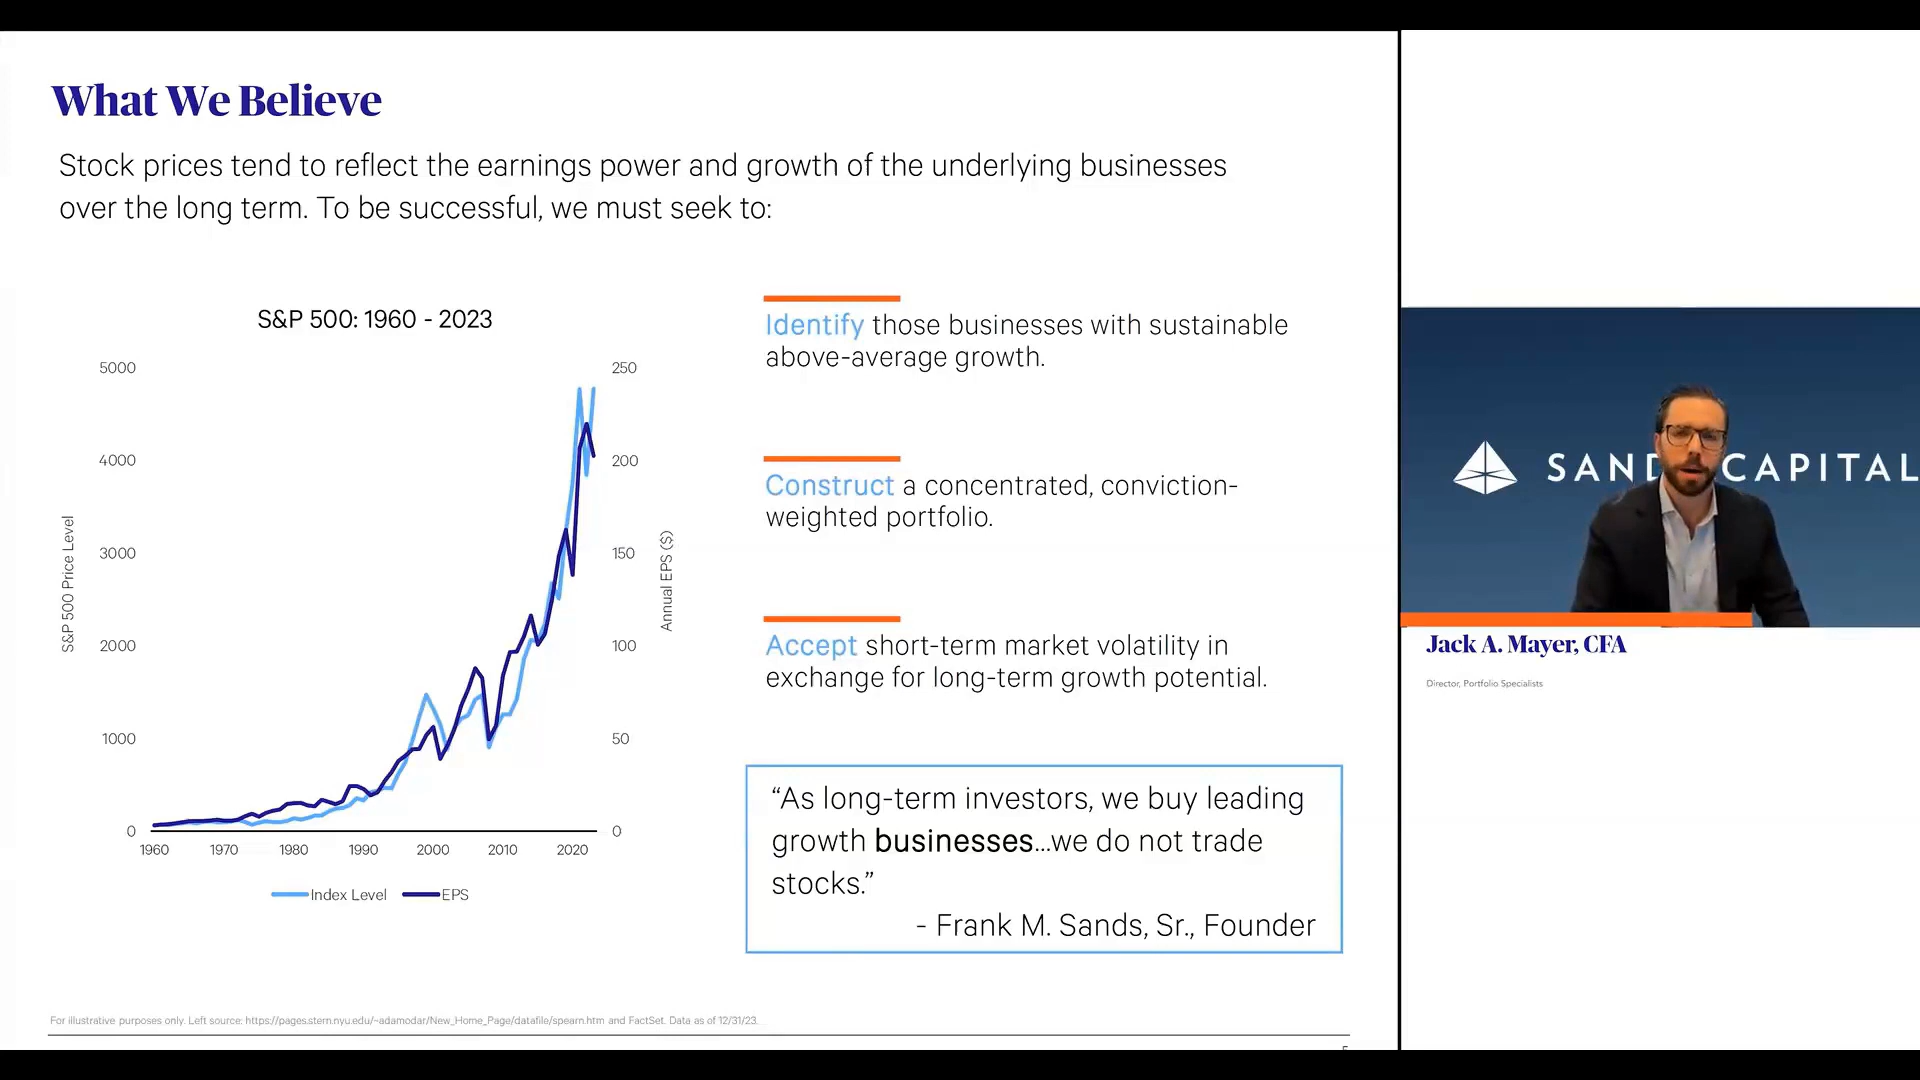 What We Believe
Stock prices tend to reflect the earnings power and growth of the underlying businesses
over the long term. To be successful, we must seek to:
S&P 500: 1960 - 2023
5000
4000
3000
2000
1000
0
S&P 500 Price Level
250
200
150
100
50
0
Annual EPS ($)
1960 1970 1980 1990 2000 2010 2020
Index Level EPS
Identify those businesses with sustainable
above-average growth.
Construct a concentrated, conviction-
weighted portfolio.
Accept short-term market volatility in
exchange for long-term growth potential.
“As long-term investors, we buy leading
growth businesses...we do not trade
stocks.”
- Frank M. Sands, Sr., Founder
For illustrative purposes only. Left source: https://pages.stern.nyu.edu/~adamodar/New_Home_Page/datafile/spearn.htm and FactSet. Data as of 12/31/23.
SAND CAPITAL
Jack A. Mayer, CFA
Director, Portfolio Specialists